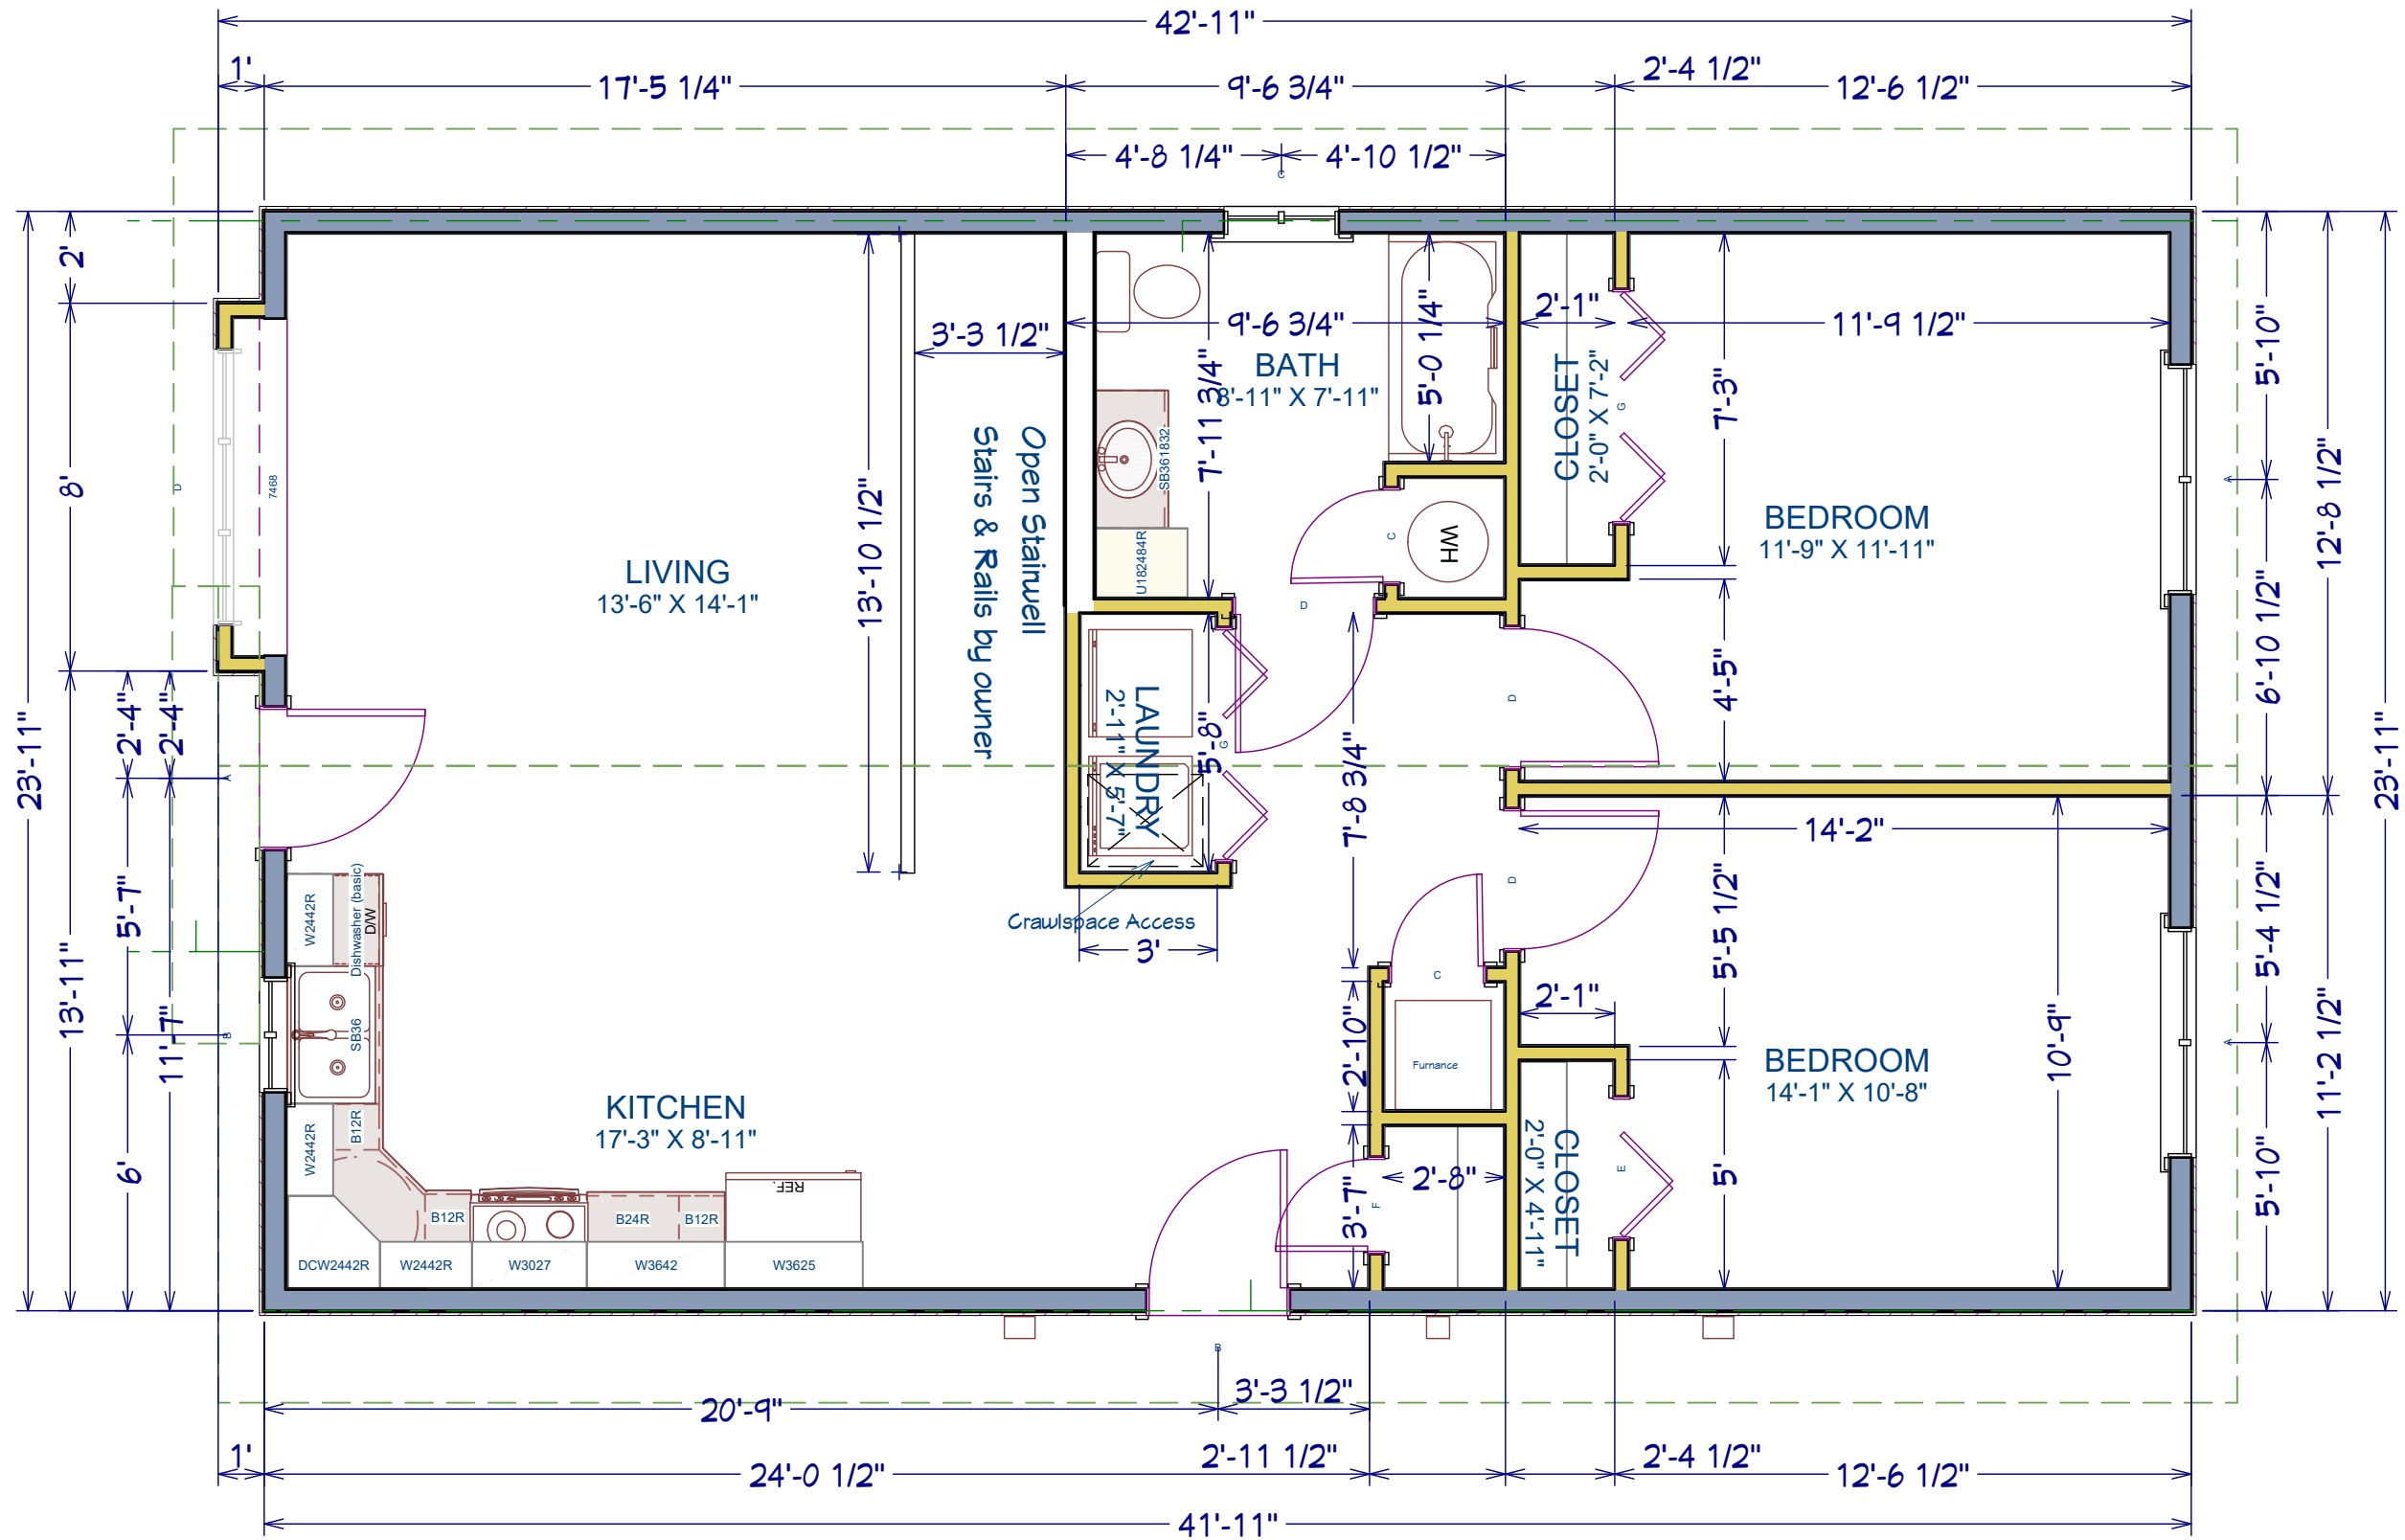 42'-11"
1'
17'-5 1/4"
9'-6 3/4"
2'-4 1/2"
12'-6 1/2"
4'-8 1/4"
4'-10 1/2"
C
2'
8'
23'-11"
13'-11"
2'-4"
2'-4"
5'-7"
11'-7"
6'
D
7468
A
B
LIVING
13'-6" X 14'-1"
13'-10 1/2"
3'-3 1/2"
Open Stairwell
Stairs & Rails by owner
9'-6 3/4"
BATH
8'-11" X 7'-11"
7'-11 3/4"
5'-0 1/4"
SB361832
U182484R
WH
C
D
2'-1"
CLOSET
2'-0" X 7'-2"
G
11'-9 1/2"
7'-3"
BEDROOM
11'-9" X 11'-11"
4'-5"
D
5'-10"
A
12'-8 1/2"
6'-10 1/2"
23'-11"
LAUNDRY
2'-11" X 5'-7"
5'-8"
G
7'-8 3/4"
Crawlspace Access
3'
14'-2"
D
5'-5 1/2"
10'-9"
5'-4 1/2"
A
11'-2 1/2"
5'-10"
C
Furnance
2'-10"
2'-1"
BEDROOM
14'-1" X 10'-8"
CLOSET
2'-0" X 4'-11"
E
5'
2'-8"
3'-7"
F
W2442R
Dishwasher (basic)
D/W
SB36
W2442R
B12R
KITCHEN
17'-3" X 8'-11"
REF.
B12R
B24R
B12R
DCW2442R
W2442R
W3027
W3642
W3625
B
20'-9"
3'-3 1/2"
1'
24'-0 1/2"
2'-11 1/2"
2'-4 1/2"
12'-6 1/2"
41'-11"